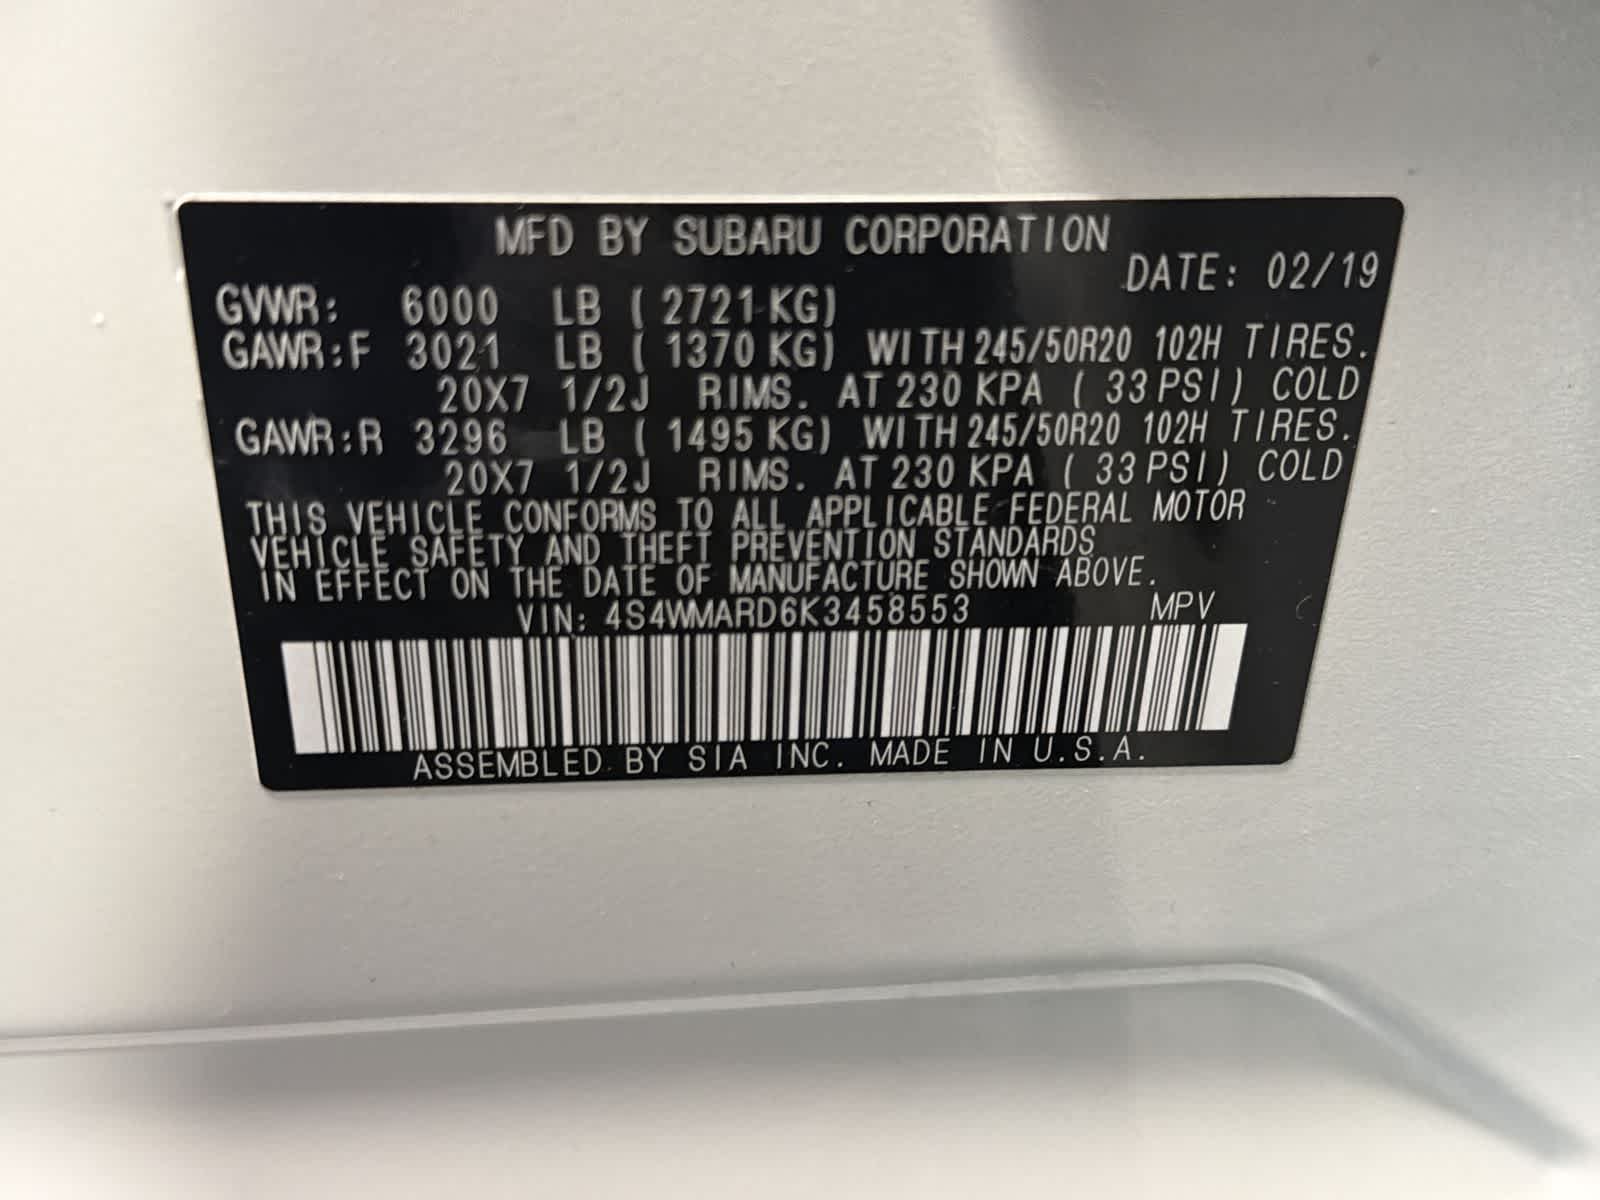 MFD BY SUBARU CORPORATION
DATE: 02/19
GVWR: 6000 LB ( 2721 KG)
GAWR:F 3021 LB ( 1370 KG) WITH 245/50R20 102H TIRES.
20X7 1/2J RIMS. AT 230 KPA ( 33 PSI) COLD
GAWR:R 3296 LB ( 1495 KG) WITH 245/50R20 102H TIRES.
20X7 1/2J RIMS. AT 230 KPA ( 33 PSI) COLD
THIS VEHICLE CONFORMS TO ALL APPLICABLE FEDERAL MOTOR
VEHICLE SAFETY AND THEFT PREVENTION STANDARDS
IN EFFECT ON THE DATE OF MANUFACTURE SHOWN ABOVE.
VIN: 4S4WMARD6K3458553 MPV
ASSEMBLED BY SIA INC. MADE IN U.S.A.